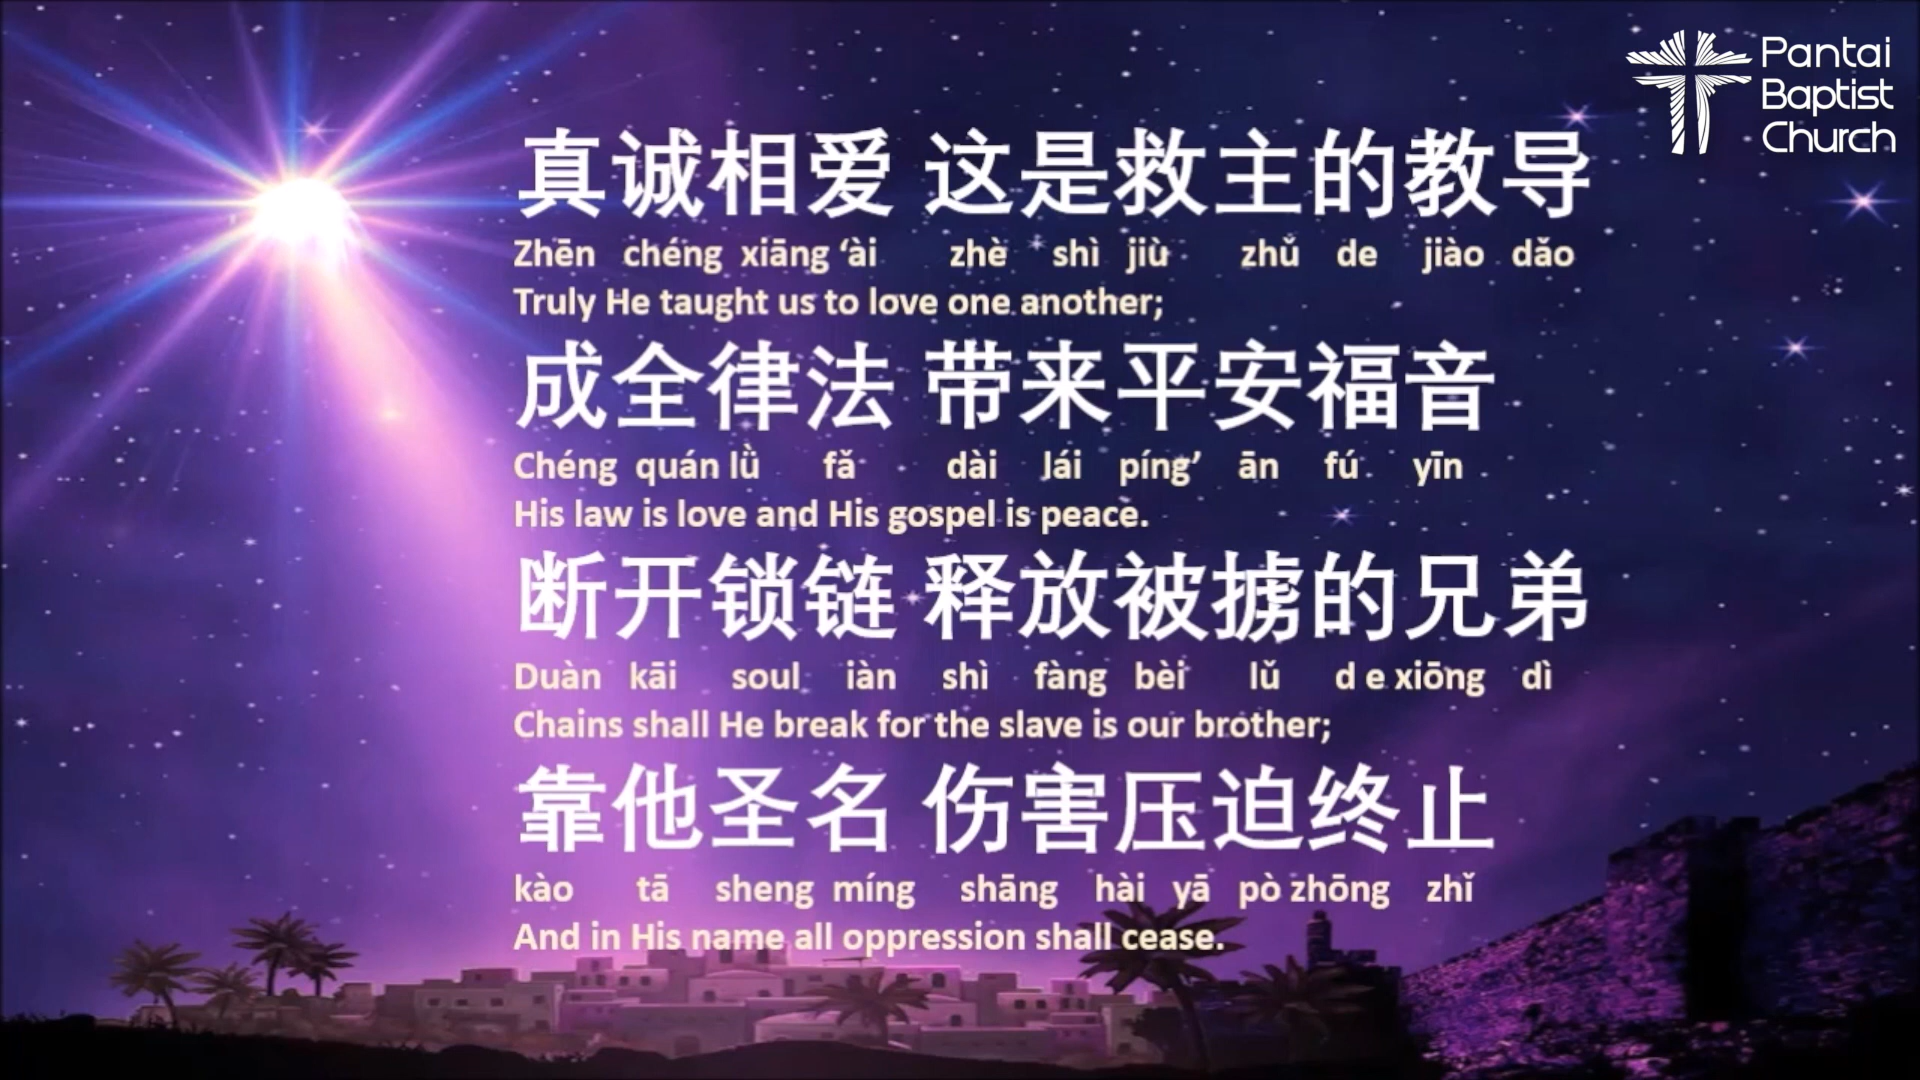 Pantai
Baptist
Church
真诚相爱 这是救主的教导
Zhēn chéng xiāng ‘ài zhè shì jiù zhǔ de jiào dǎo
Truly He taught us to love one another;
成全律法 带来平安福音
Chéng quán lǜ fǎ dài lái píng’ ān fú yīn
His law is love and His gospel is peace.
断开锁链 释放被掳的兄弟
Duàn kāi soul iàn shì fàng bèi lǔ d e xiōng dì
Chains shall He break for the slave is our brother;
靠他圣名 伤害压迫终止
kào tā sheng míng shāng hài yā pò zhōng zhǐ
And in His name all oppression shall cease.